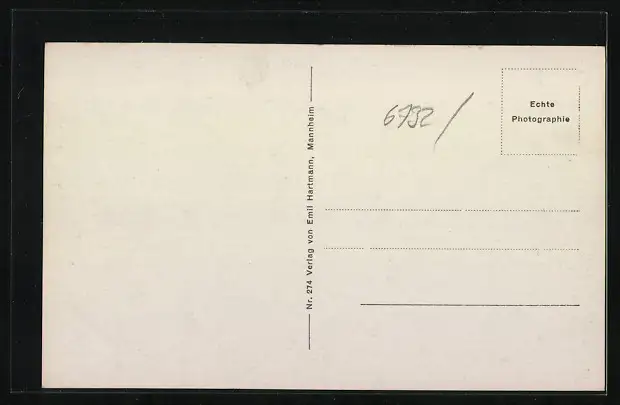 Nr. 274 Verlag von Emil Hartmann, Mannheim
6732/
Echte
Photographie